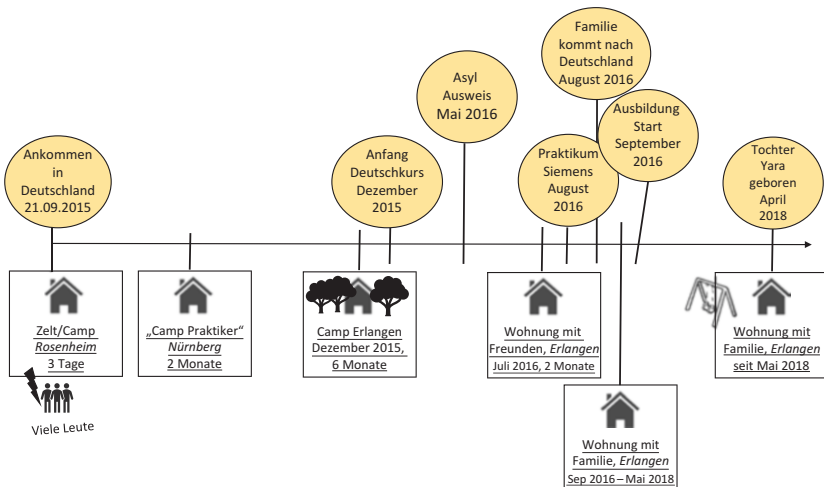 Familie
kommt nach
Deutschland
August 2016
Asyl
Ausweis
Mai 2016
Ausbildung
Start
September
2016
Ankommen
in
Deutschland
21.09.2015
Anfang
Deutschkurs
Dezember
2015
Praktikum
Siemens
August
2016
Tochter
Yara
geboren
April
2018
Zelt/Camp
Rosenheim
3 Tage
„Camp Praktiker“
Nürnberg
2 Monate
Camp Erlangen
Dezember 2015,
6 Monate
Wohnung mit
Freunden, Erlangen
Juli 2016, 2 Monate
Wohnung mit
Familie, Erlangen
seit Mai 2018
Viele Leute
Wohnung mit
Familie, Erlangen
Sep 2016 – Mai 2018